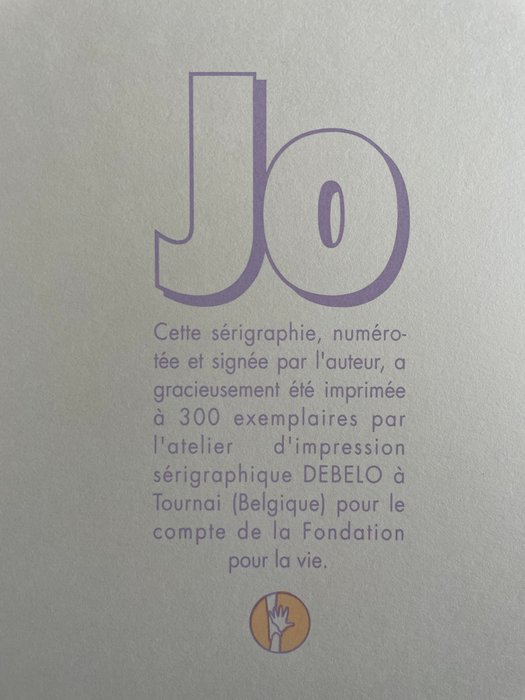 Jo
Cette sérigraphie, numéro-
tée et signée par l'auteur, a
gracieusement été imprimée
à 300 exemplaires par
l'atelier d'impression
sérigraphique DEBELO à
Tournai (Belgique) pour le
compte de la Fondation
pour la vie.